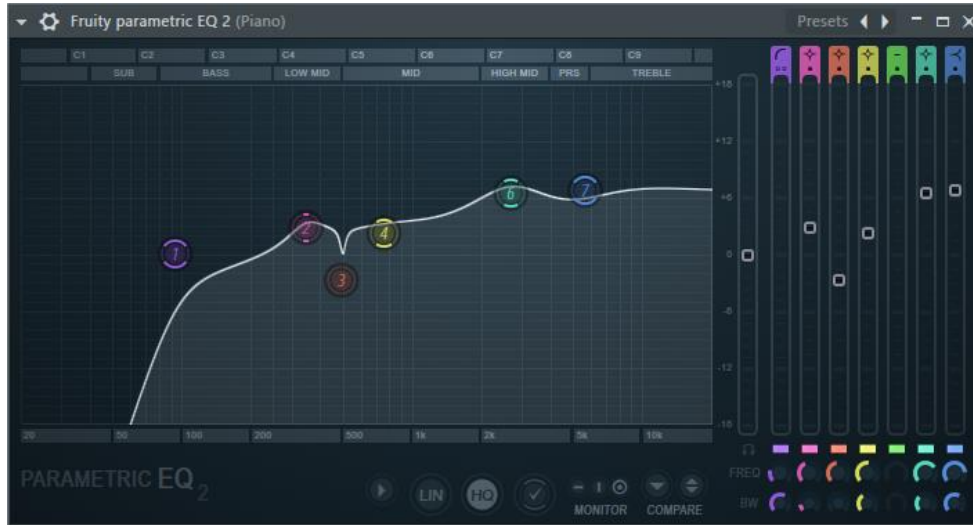 Fruity parametric EQ 2 (Piano) Presets
C1 C2 C3 C4 C5 C6 C7 C8 C9
SUB BASS LOW MID MID HIGH MID PRS TREBLE
+18
+12
+6
0
-6
-12
-18
1 2 3 4 6 7
20 50 100 200 500 1k 2k 5k 10k
PARAMETRIC EQ 2
LIN HQ MONITOR COMPARE
FREQ
BW